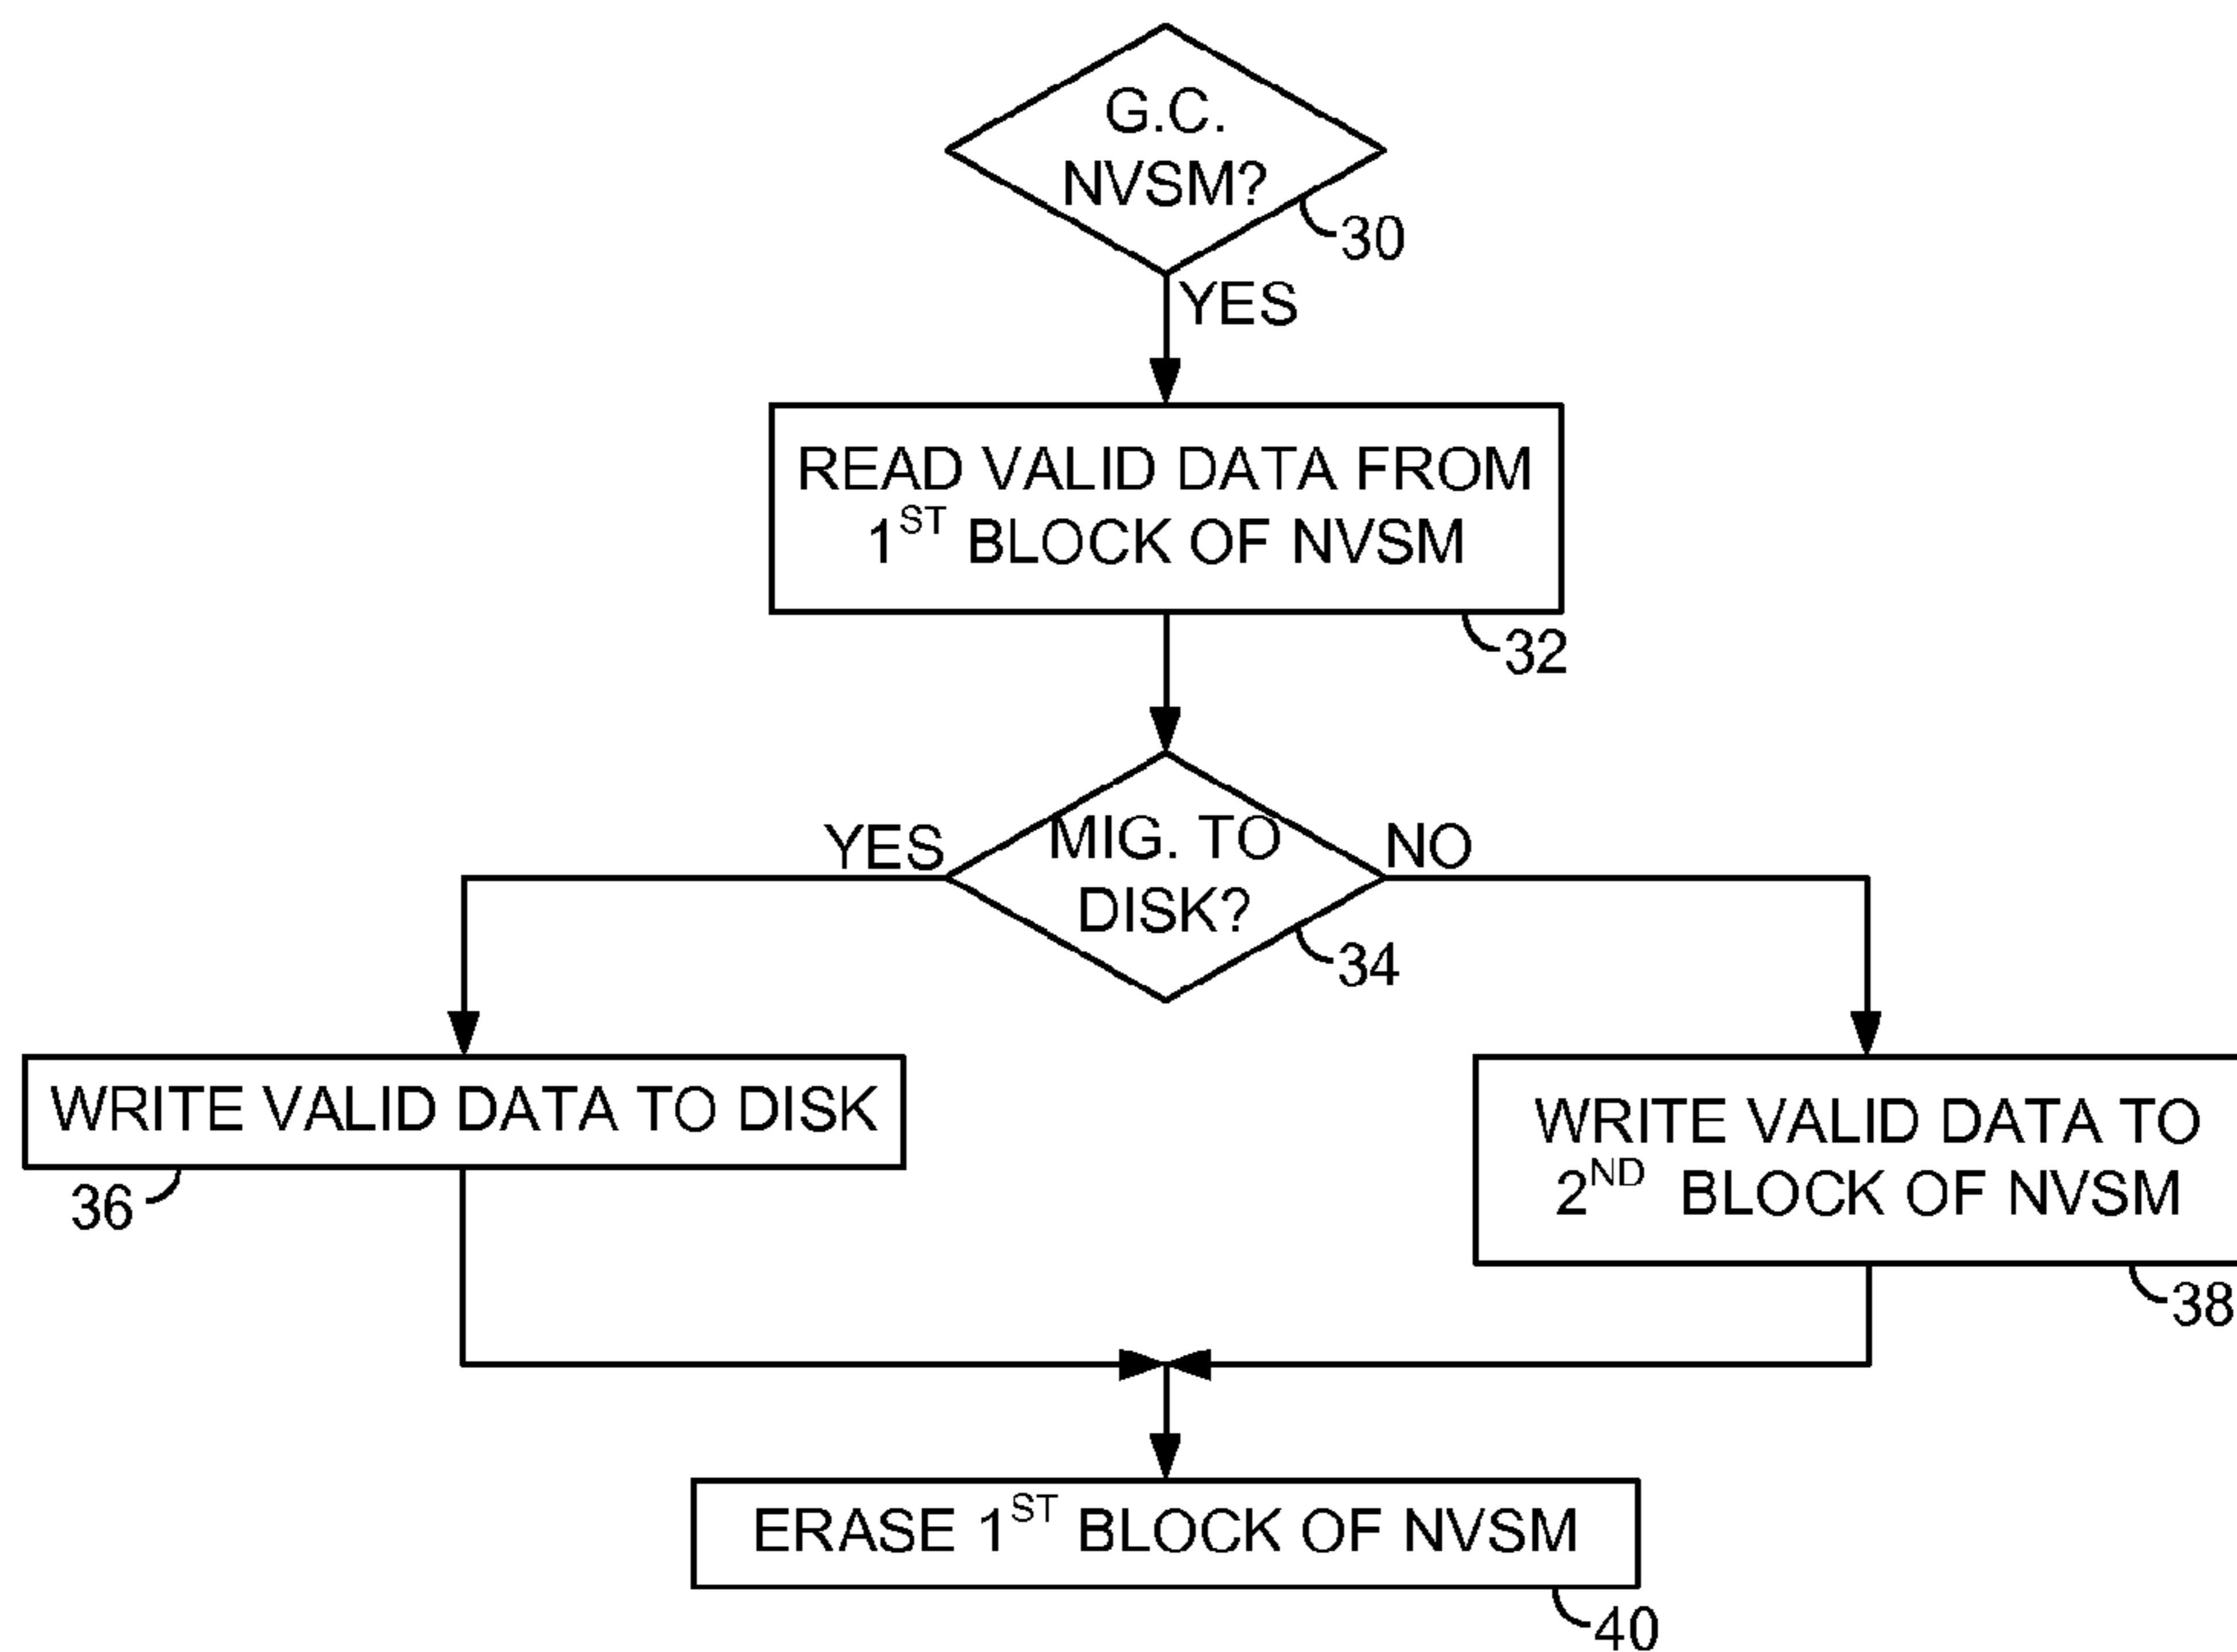 G.C.
NVSM?
30
YES
READ VALID DATA FROM
1ST BLOCK OF NVSM
32
YES
MIG. TO
DISK?
NO
34
WRITE VALID DATA TO DISK
36
WRITE VALID DATA TO
2ND BLOCK OF NVSM
38
ERASE 1ST BLOCK OF NVSM
40